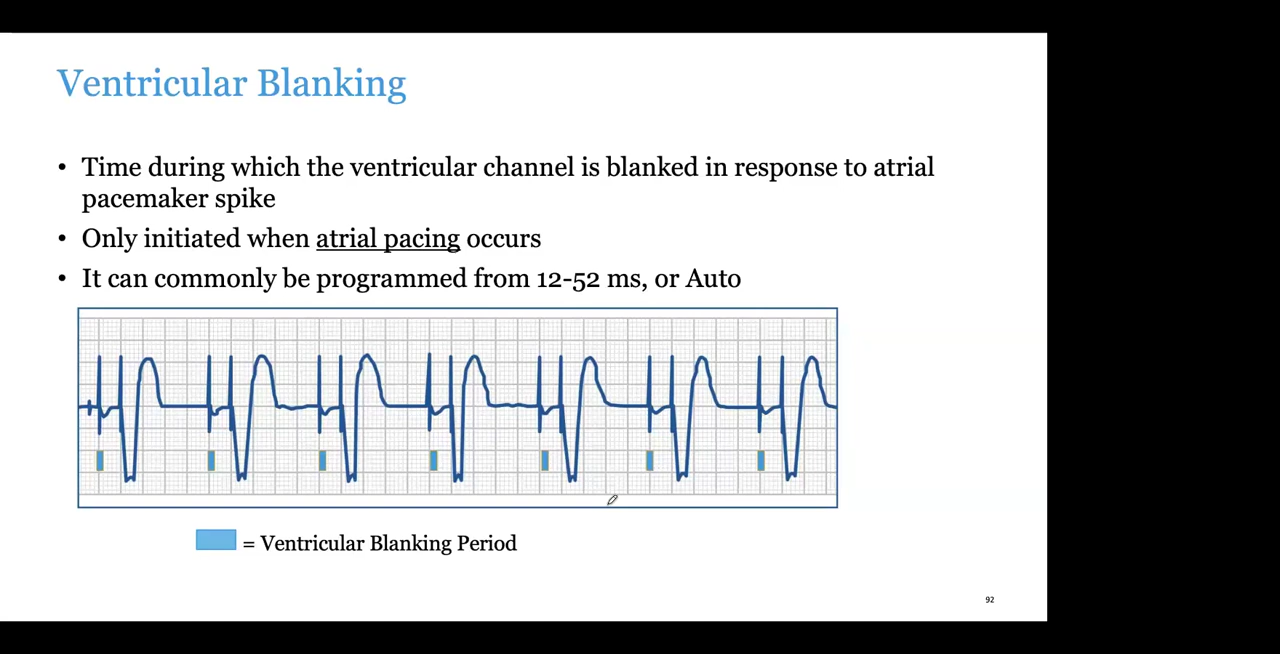 Ventricular Blanking
• Time during which the ventricular channel is blanked in response to atrial
pacemaker spike
• Only initiated when atrial pacing occurs
• It can commonly be programmed from 12-52 ms, or Auto
= Ventricular Blanking Period
92